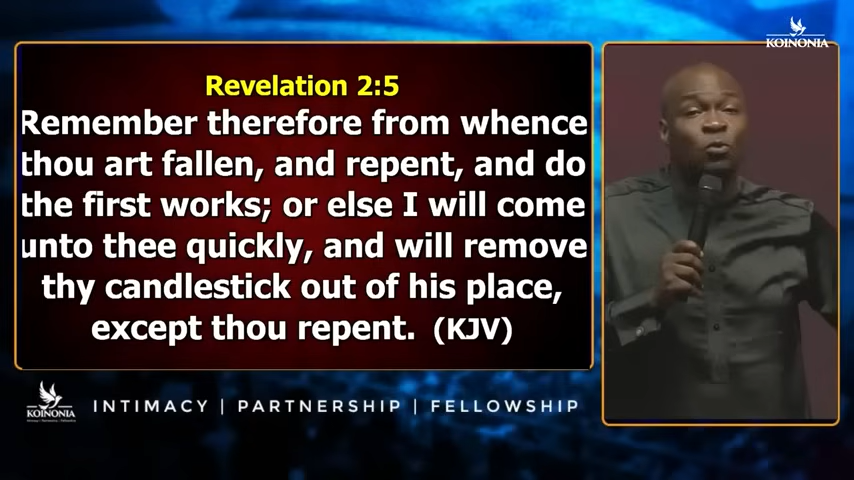 KOINONIA
Revelation 2:5
Remember therefore from whence
thou art fallen, and repent, and do
the first works; or else I will come
unto thee quickly, and will remove
thy candlestick out of his place,
except thou repent. (KJV)
KOINONIA
INTIMACY | PARTNERSHIP | FELLOWSHIP